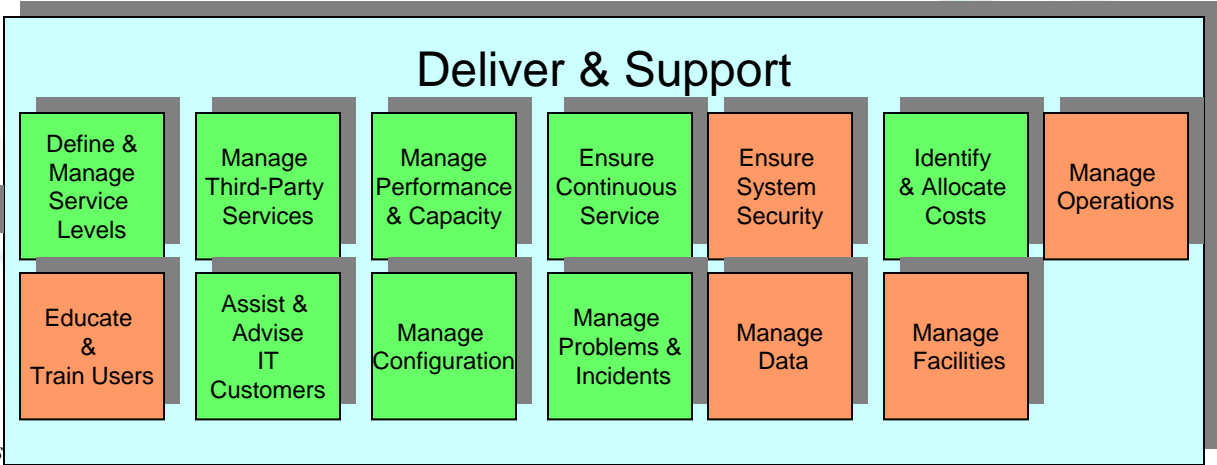 Deliver & Support
Define &
Manage
Service
Levels
Manage
Third-Party
Services
Manage
Performance
& Capacity
Ensure
Continuous
Service
Ensure
System
Security
Identify
& Allocate
Costs
Manage
Operations
Educate
&
Train Users
Assist &
Advise
IT
Customers
Manage
Configuration
Manage
Problems &
Incidents
Manage
Data
Manage
Facilities